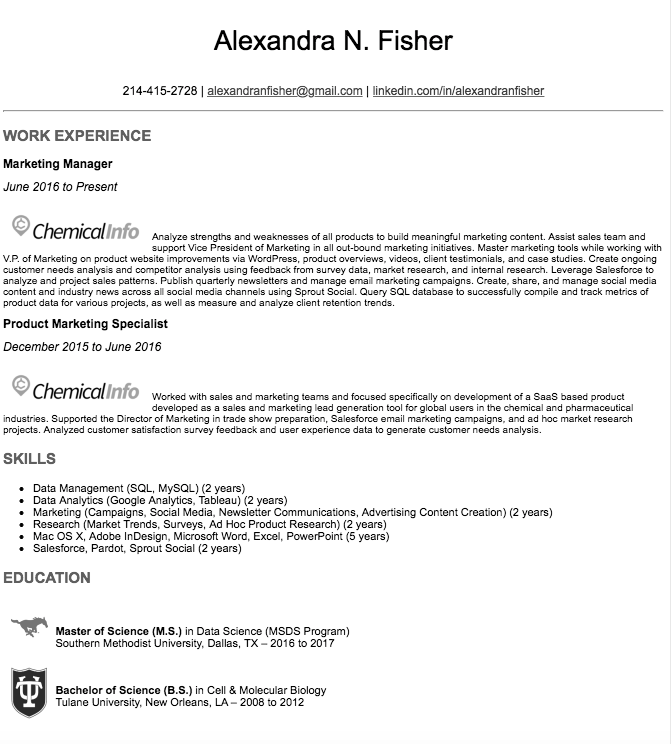 Alexandra N. Fisher
214-415-2728 | alexandranfisher@gmail.com | linkedin.com/in/alexandranfisher
WORK EXPERIENCE
Marketing Manager
June 2016 to Present
ChemicalInfo Analyze strengths and weaknesses of all products to build meaningful marketing content. Assist sales team and
support Vice President of Marketing in all out-bound marketing initiatives. Master marketing tools while working with
V.P. of Marketing on product website improvements via WordPress, product overviews, videos, client testimonials, and case studies. Create ongoing
customer needs analysis and competitor analysis using feedback from survey data, market research, and internal research. Leverage Salesforce to
analyze and project sales patterns. Publish quarterly newsletters and manage email marketing campaigns. Create, share, and manage social media
content and industry news across all social media channels using Sprout Social. Query SQL database to successfully compile and track metrics of
product data for various projects, as well as measure and analyze client retention trends.
Product Marketing Specialist
December 2015 to June 2016
ChemicalInfo Worked with sales and marketing teams and focused specifically on development of a SaaS based product
developed as a sales and marketing lead generation tool for global users in the chemical and pharmaceutical
industries. Supported the Director of Marketing in trade show preparation, Salesforce email marketing campaigns, and ad hoc market research
projects. Analyzed customer satisfaction survey feedback and user experience data to generate customer needs analysis.
SKILLS
• Data Management (SQL, MySQL) (2 years)
• Data Analytics (Google Analytics, Tableau) (2 years)
• Marketing (Campaigns, Social Media, Newsletter Communications, Advertising Content Creation) (2 years)
• Research (Market Trends, Surveys, Ad Hoc Product Research) (2 years)
• Mac OS X, Adobe InDesign, Microsoft Word, Excel, PowerPoint (5 years)
• Salesforce, Pardot, Sprout Social (2 years)
EDUCATION
Master of Science (M.S.) in Data Science (MSDS Program)
Southern Methodist University, Dallas, TX – 2016 to 2017
Bachelor of Science (B.S.) in Cell & Molecular Biology
Tulane University, New Orleans, LA – 2008 to 2012